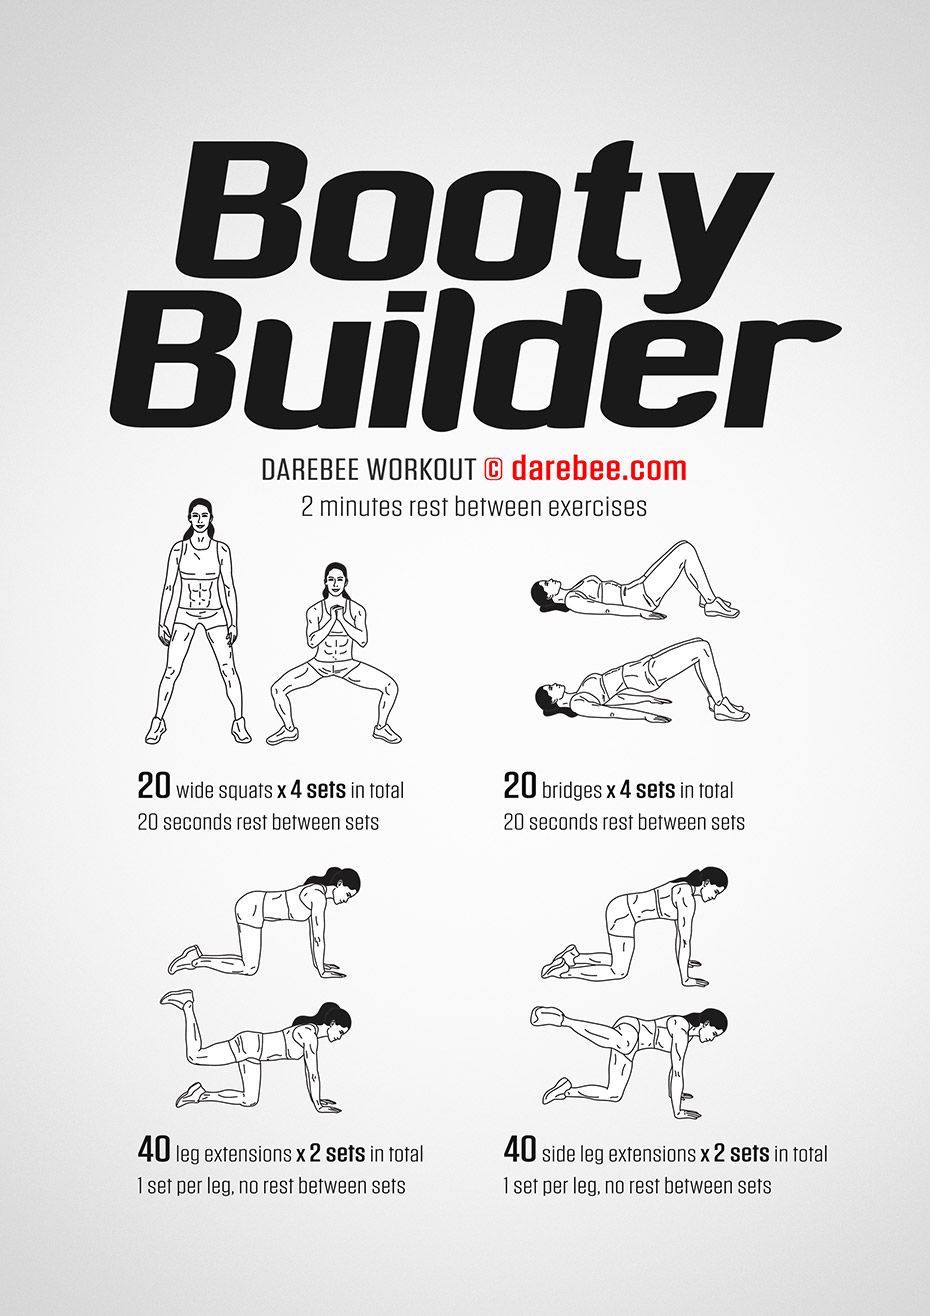 Booty
Builder
DAREBEE WORKOUT © darebee.com
2 minutes rest between exercises
20 wide squats x 4 sets in total
20 seconds rest between sets
20 bridges x 4 sets in total
20 seconds rest between sets
40 leg extensions x 2 sets in total
1 set per leg, no rest between sets
40 side leg extensions x 2 sets in total
1 set per leg, no rest between sets